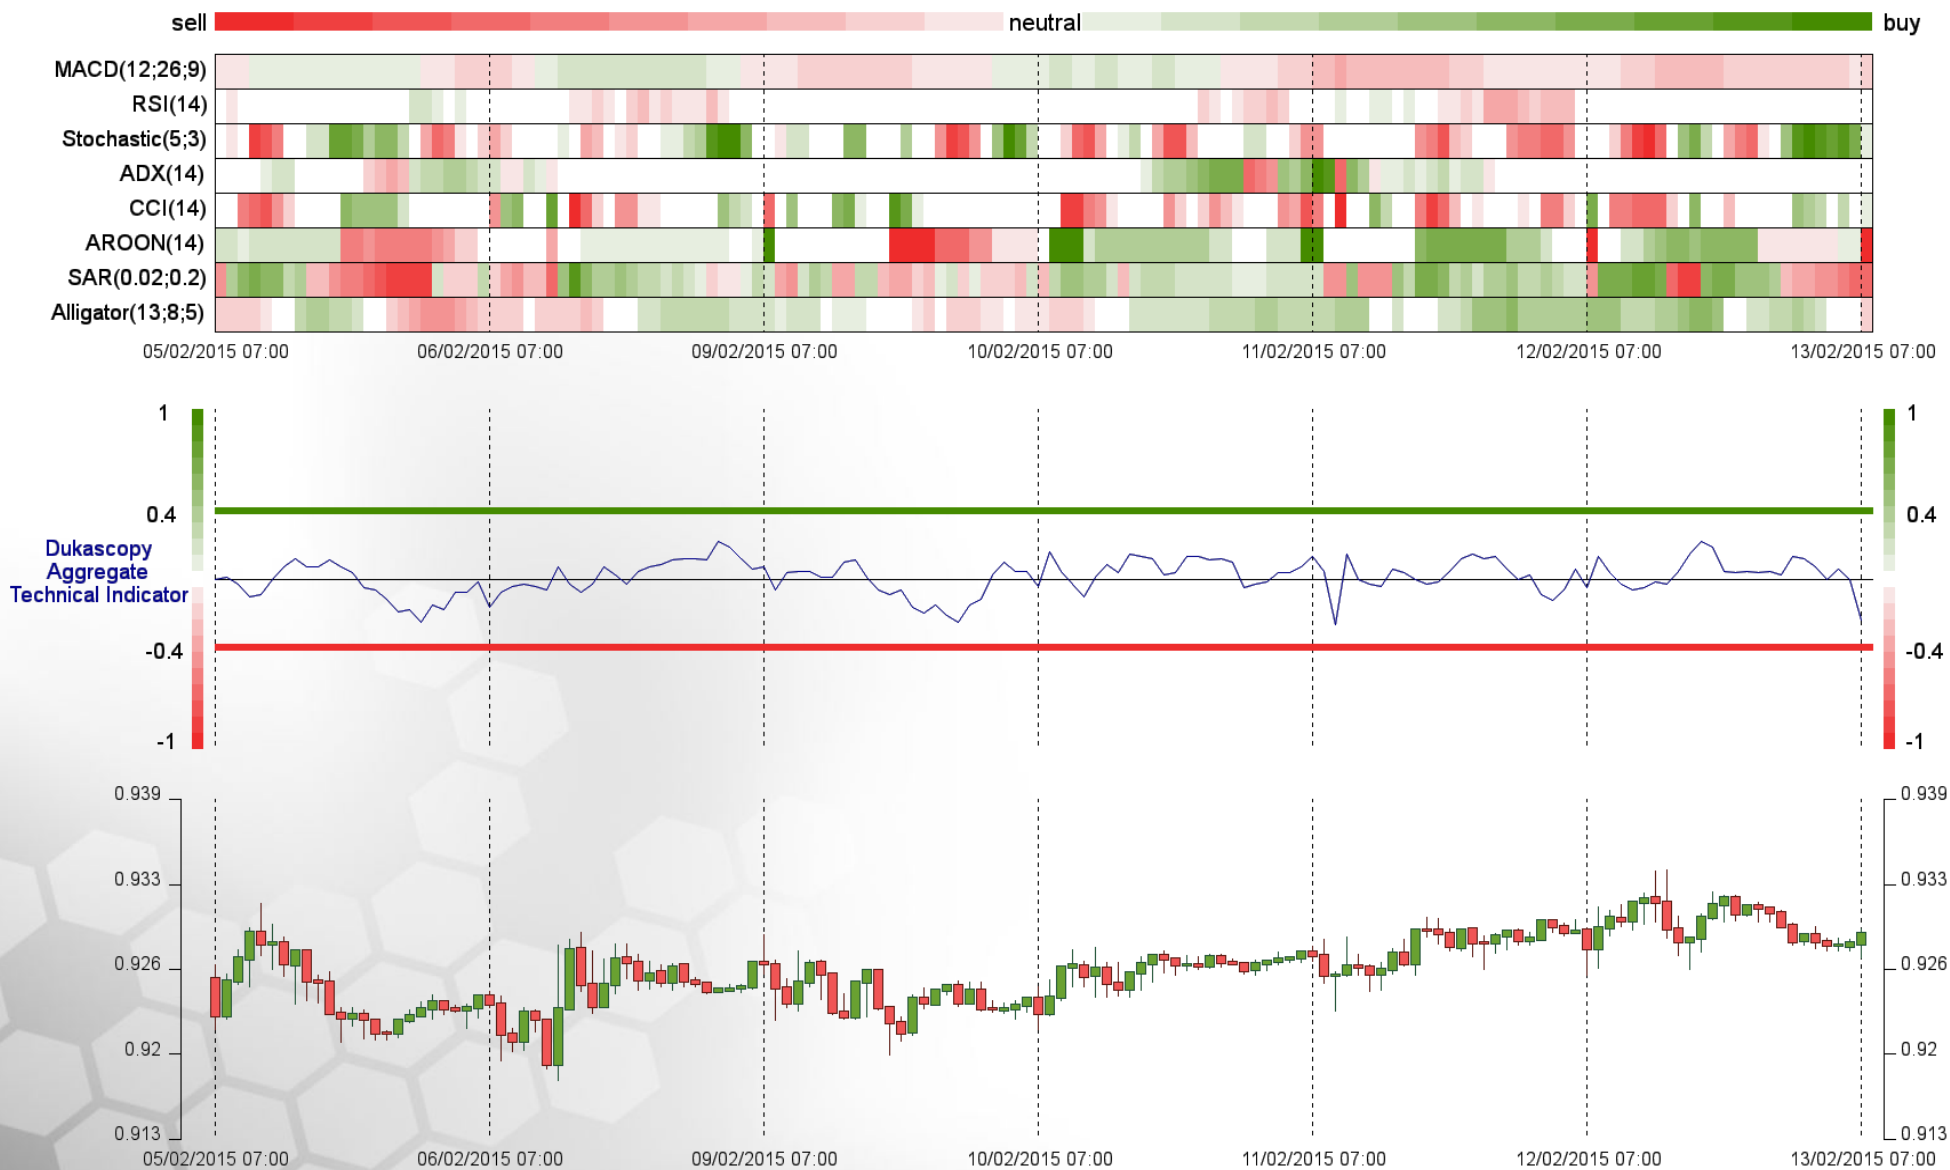 sell neutral buy
MACD(12;26;9)
RSI(14)
Stochastic(5;3)
ADX(14)
CCI(14)
AROON(14)
SAR(0.02;0.2)
Alligator(13;8;5)
05/02/2015 07:00 06/02/2015 07:00 09/02/2015 07:00 10/02/2015 07:00 11/02/2015 07:00 12/02/2015 07:00 13/02/2015 07:00
1 1
0.4 0.4
Dukascopy
Aggregate
Technical Indicator
-0.4 -0.4
-1 -1
0.939 0.939
0.933 0.933
0.926 0.926
0.92 0.92
0.913 0.913
05/02/2015 07:00 06/02/2015 07:00 09/02/2015 07:00 10/02/2015 07:00 11/02/2015 07:00 12/02/2015 07:00 13/02/2015 07:00